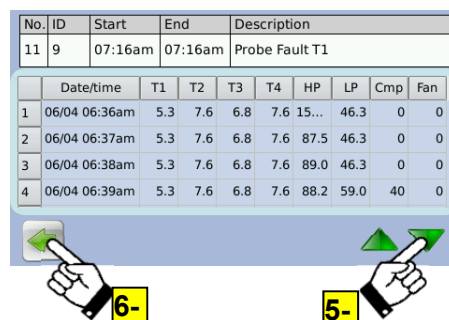 No. ID Start End Description
11 9 07:16am 07:16am Probe Fault T1
Date/time T1 T2 T3 T4 HP LP Cmp Fan
1 06/04 06:36am 5.3 7.6 6.8 7.6 15... 46.3 0 0
2 06/04 06:37am 5.3 7.6 6.8 7.6 87.5 46.3 0 0
3 06/04 06:38am 5.3 7.6 6.8 7.6 89.0 46.3 0 0
4 06/04 06:39am 5.3 7.6 6.8 7.6 88.2 59.0 40 0
6- 5-